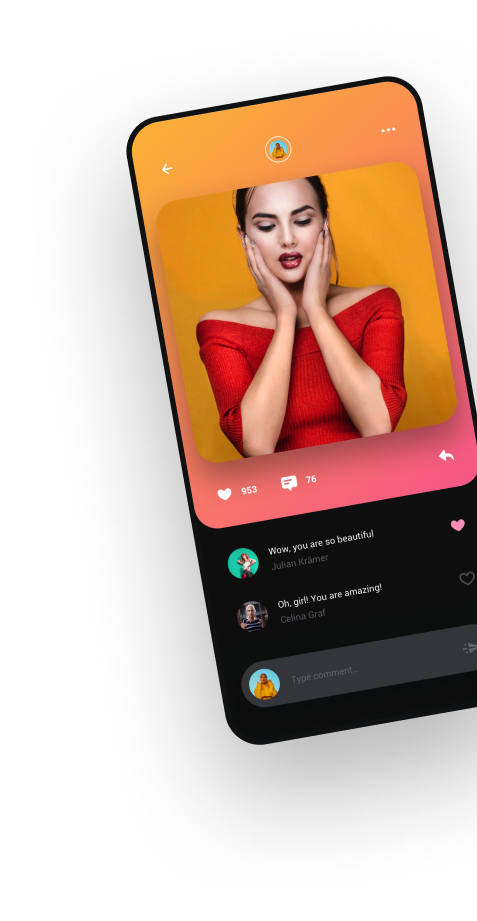 953
76
Wow, you are so beautiful
Julian Krämer
Oh, girl! You are amazing!
Celina Graf
Type comment...